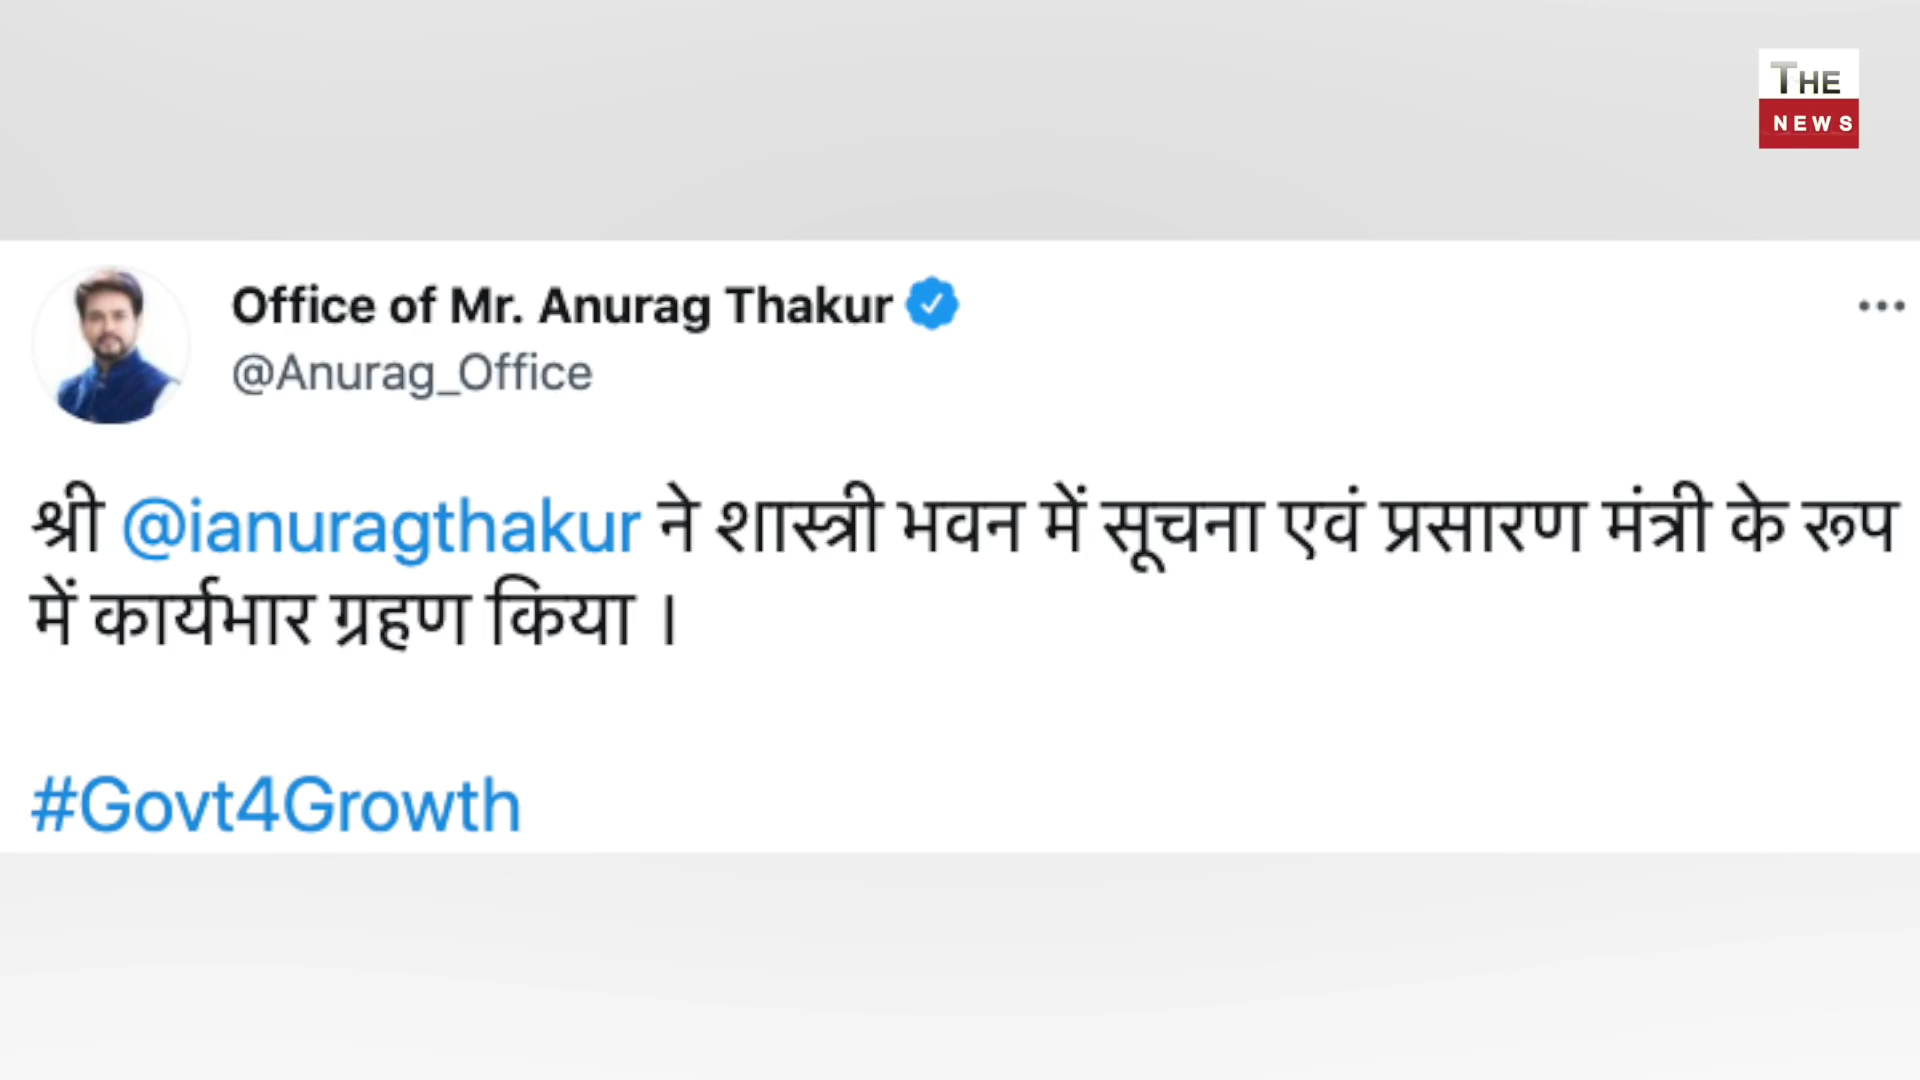 THE
NEWS
Office of Mr. Anurag Thakur
@Anurag_Office
श्री @ianuragthakur ने शास्त्री भवन में सूचना एवं प्रसारण मंत्री के रूप
में कार्यभार ग्रहण किया ।
#Govt4Growth